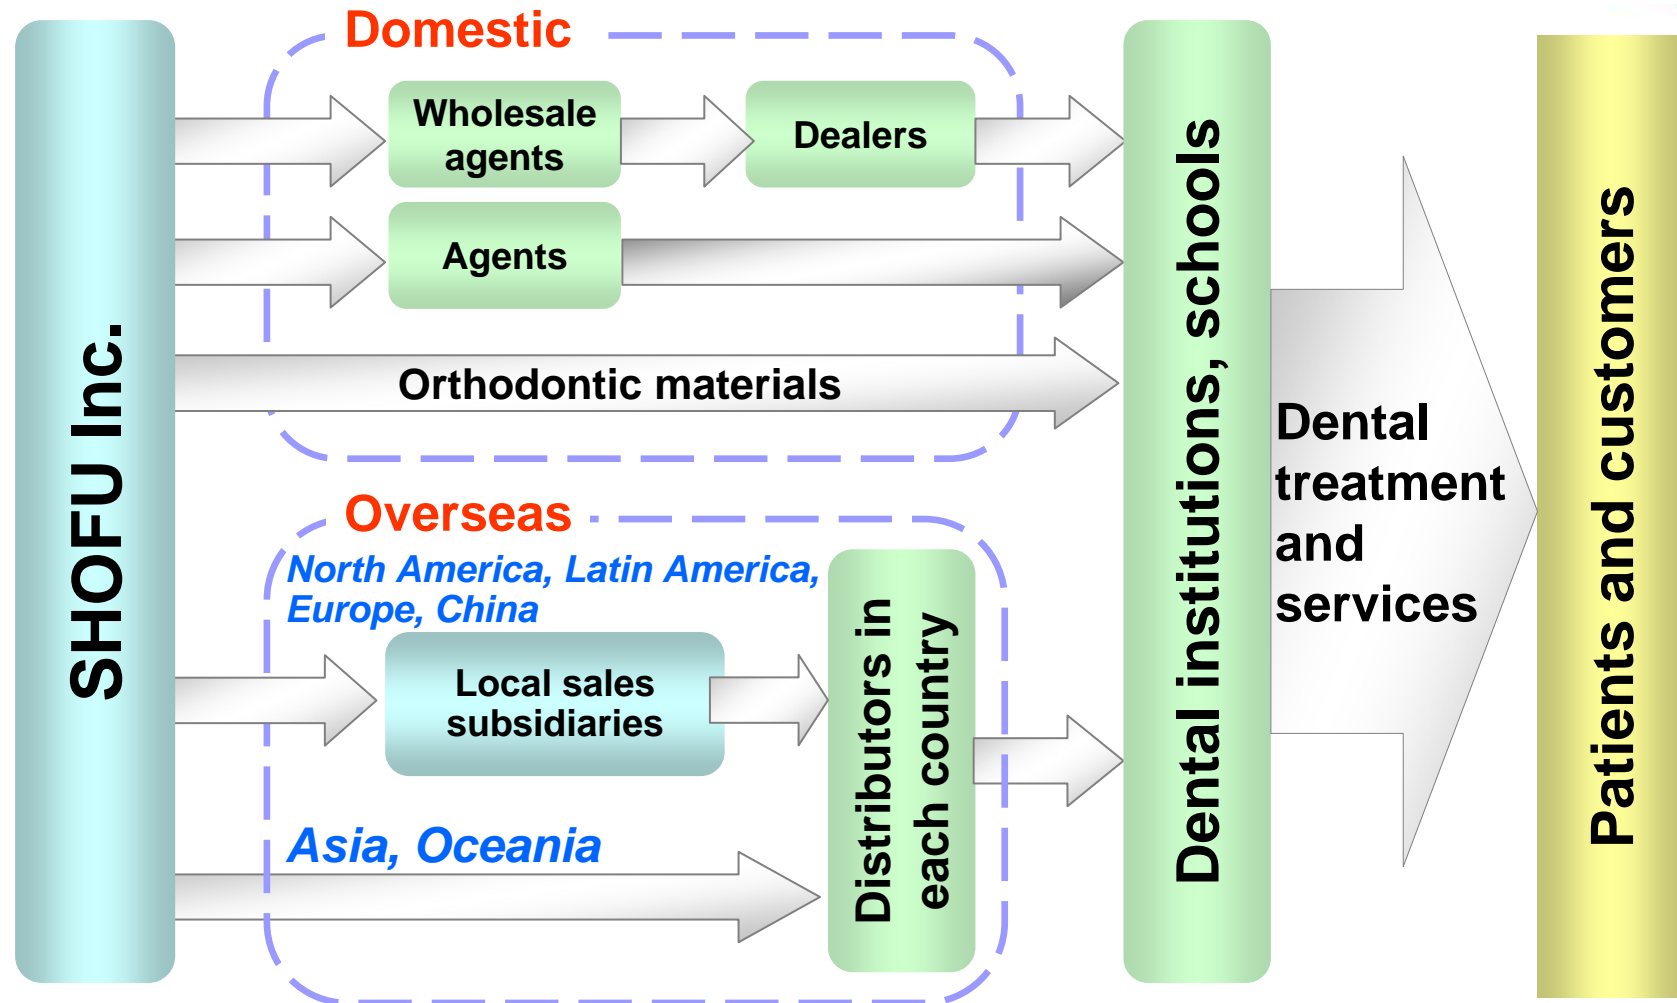 SHOFU Inc.
Domestic
Wholesale
agents
Dealers
Agents
Orthodontic materials
Overseas
North America, Latin America,
Europe, China
Local sales
subsidiaries
Asia, Oceania
Distributors in
each country
Dental institutions, schools
Dental
treatment
and
services
Patients and customers